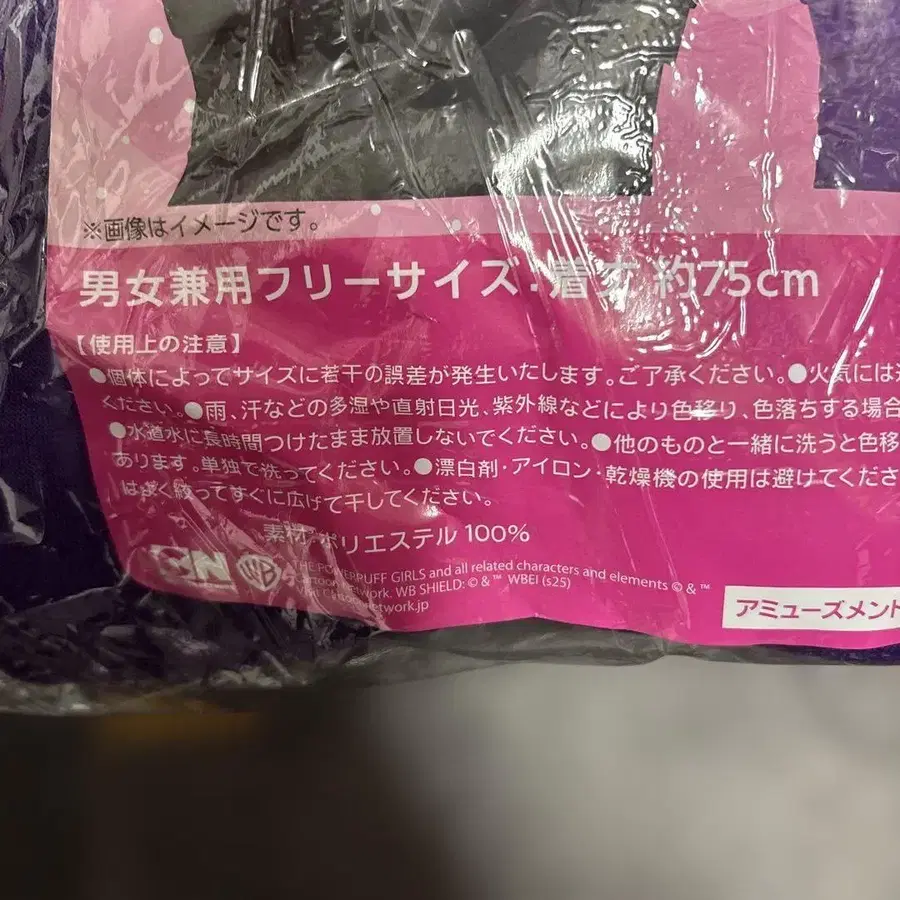 ※画像はイメージです。
男女兼用フリーサイズ・着丈 約75cm
【使用上の注意】
●個体によってサイズに若干の誤差が発生いたします。ご了承ください。●火気には
ください。●雨、汗などの多湿や直射日光、紫外線などにより色移り、色落ちする場合
●水道水に長時間つけたまま放置しないでください。●他のものと一緒に洗うと色移
あります。単独で洗ってください。●漂白剤・アイロン・乾燥機の使用は避けてくださ
はよく絞ってすぐに広げて干してください。
素材:ポリエステル 100%
CN WB THE POWERPUFF GIRLS and all related characters and elements © & ™
Cartoon Network. WB SHIELD: © & ™ WBEI (s25)
Visit CartoonNetwork.jp
アミューズメント